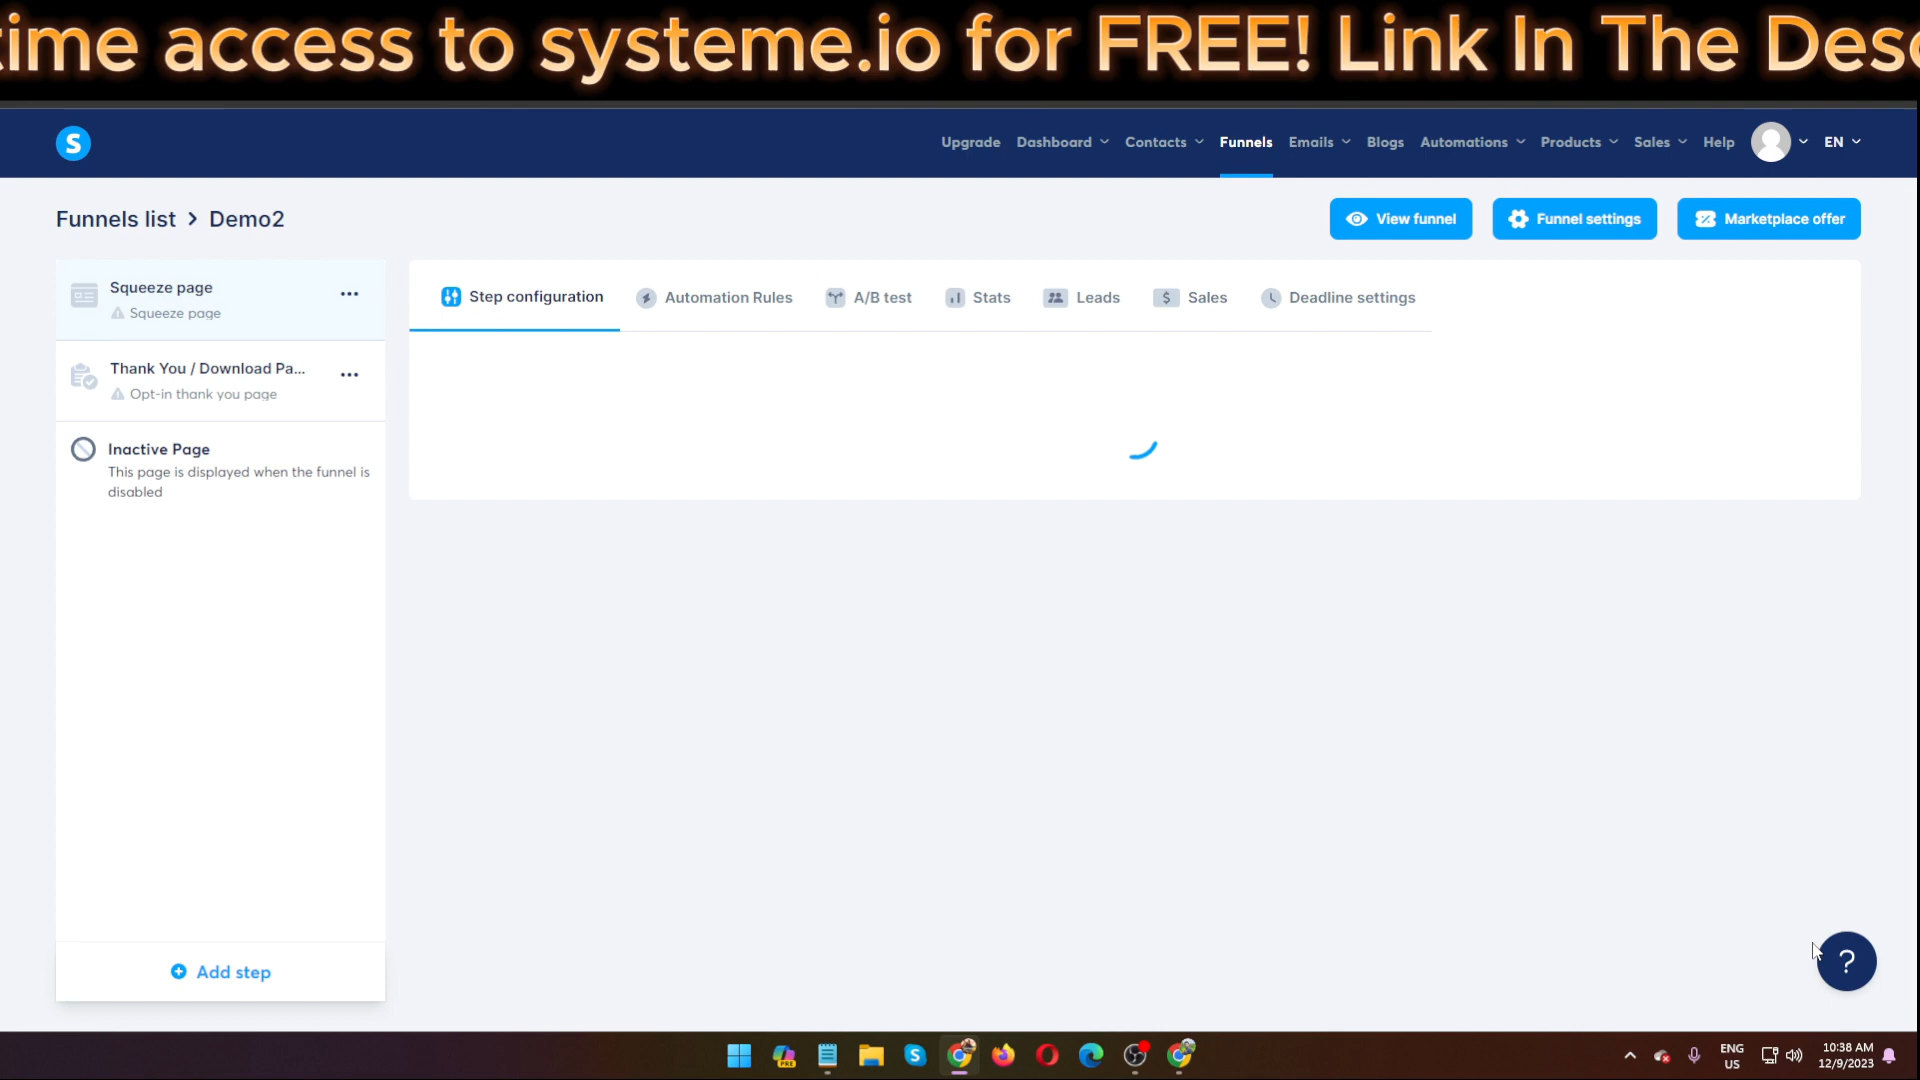 time access to systeme.io for FREE! Link In The Desc
S
Upgrade Dashboard Contacts Funnels Emails Blogs Automations Products Sales Help EN
Funnels list > Demo2
View funnel Funnel settings Marketplace offer
Squeeze page
Squeeze page
Step configuration Automation Rules A/B test Stats $ Leads Sales Deadline settings
Thank You / Download Pa...
Opt-in thank you page
Inactive Page
This page is displayed when the funnel is
disabled
Add step
?
ENG
US
10:38 AM
12/9/2023